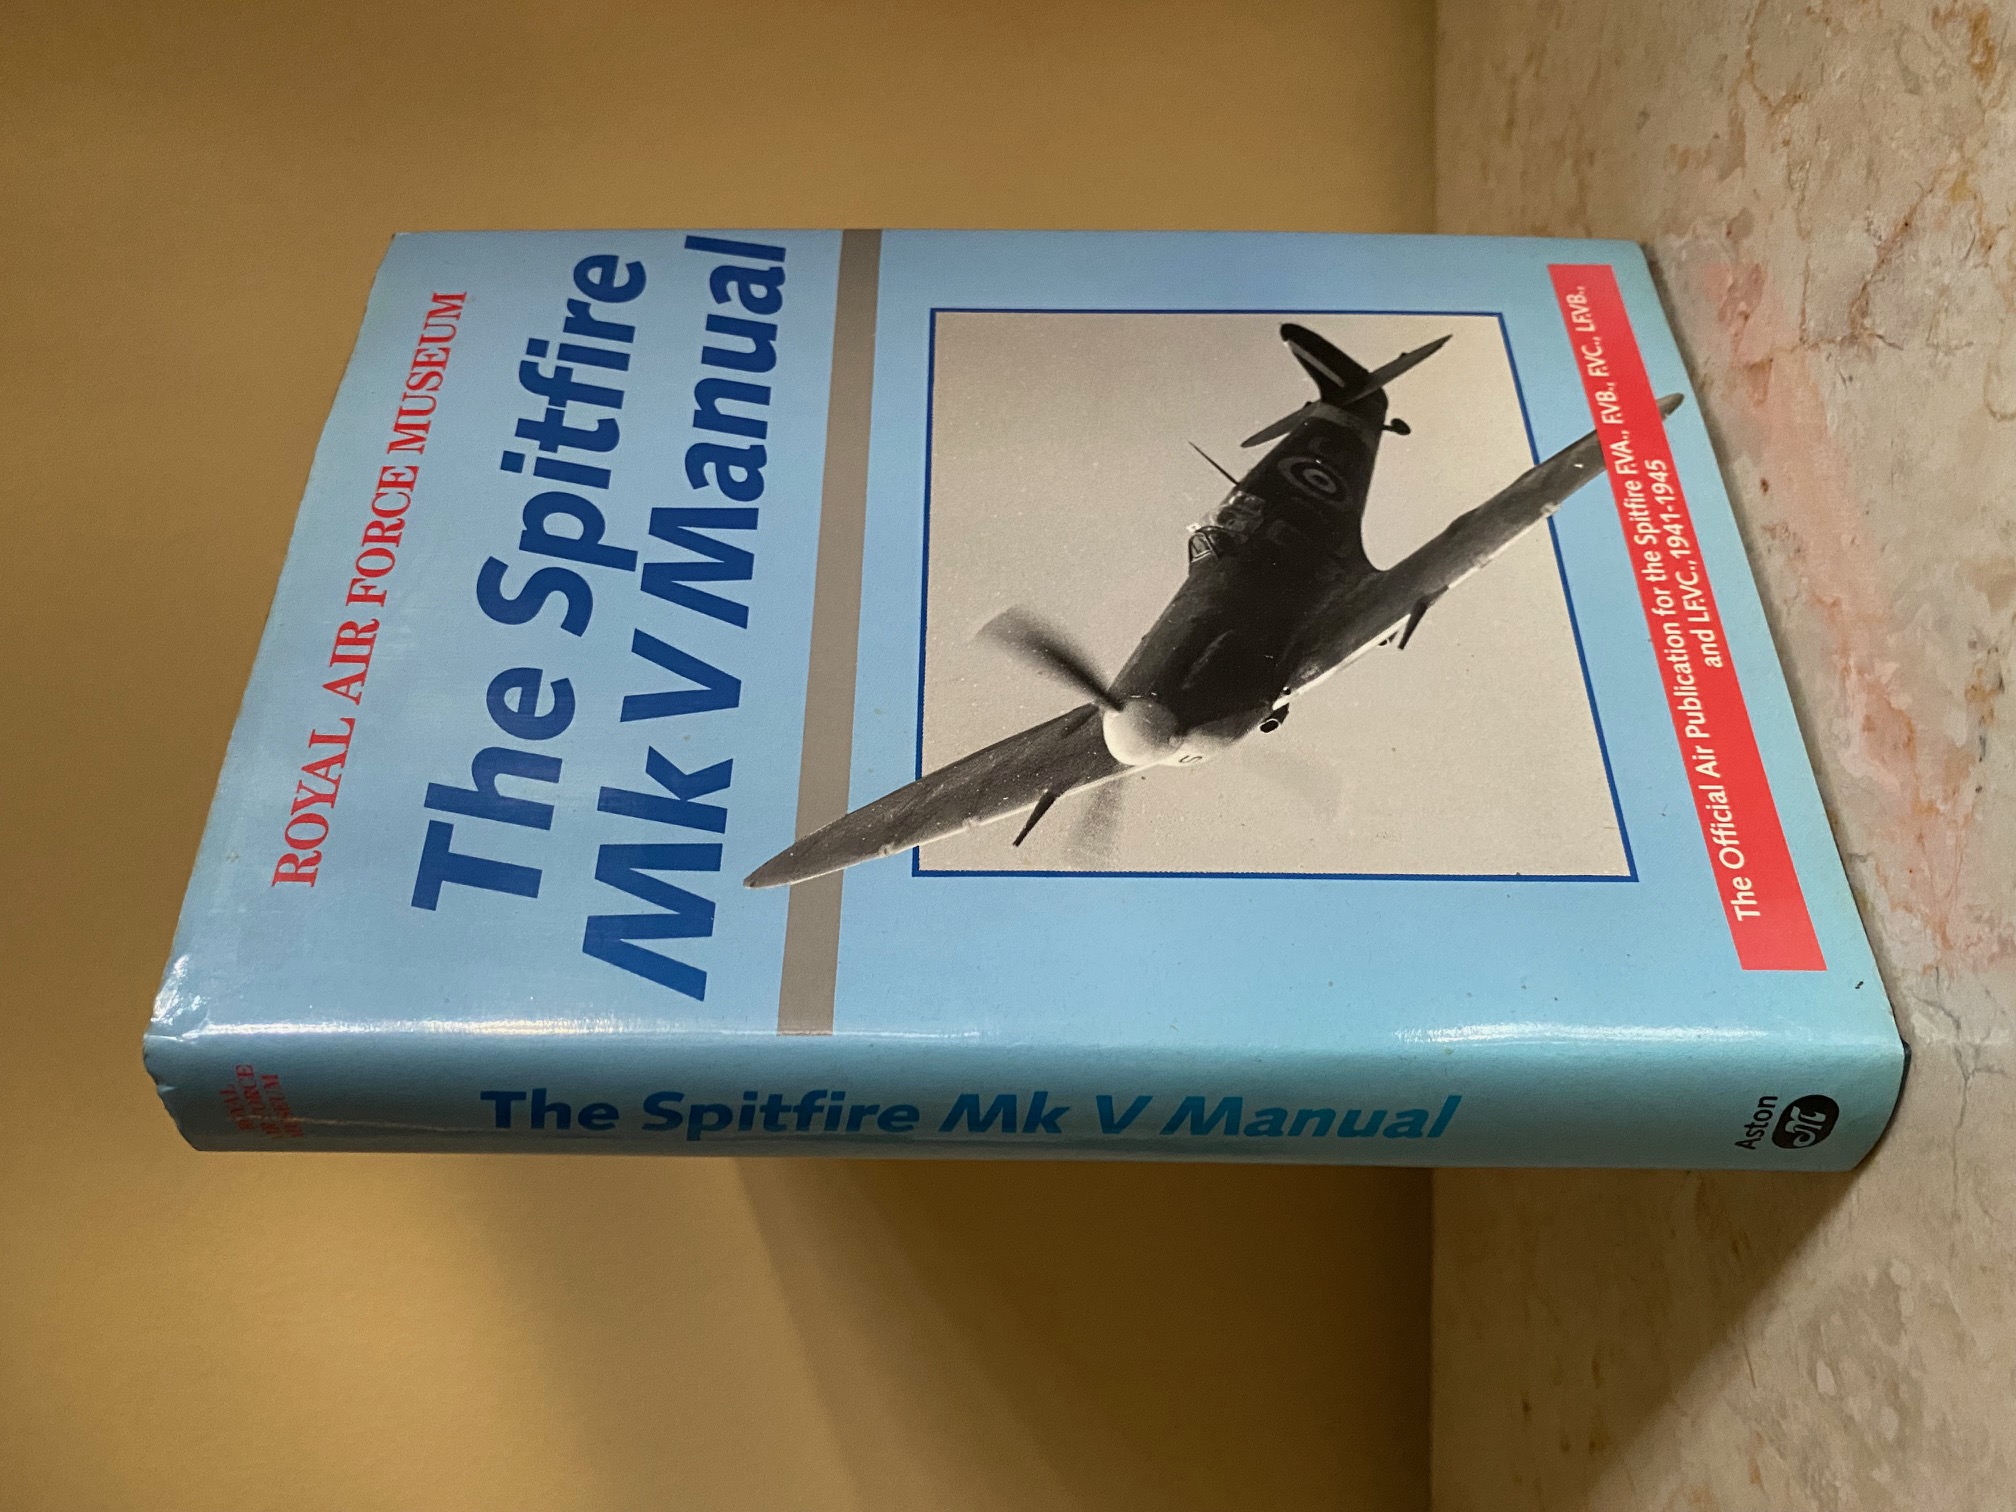 ROYAL AIR FORCE MUSEUM
The Spitfire
Mk V Manual
The Official Air Publication for the Spitfire F.VA., F.VB., F.VC., LF.VB.,
and LF.VC., 1941-1945
ROYAL
AIR FORCE
MUSEUM
The Spitfire Mk V Manual
Aston
S